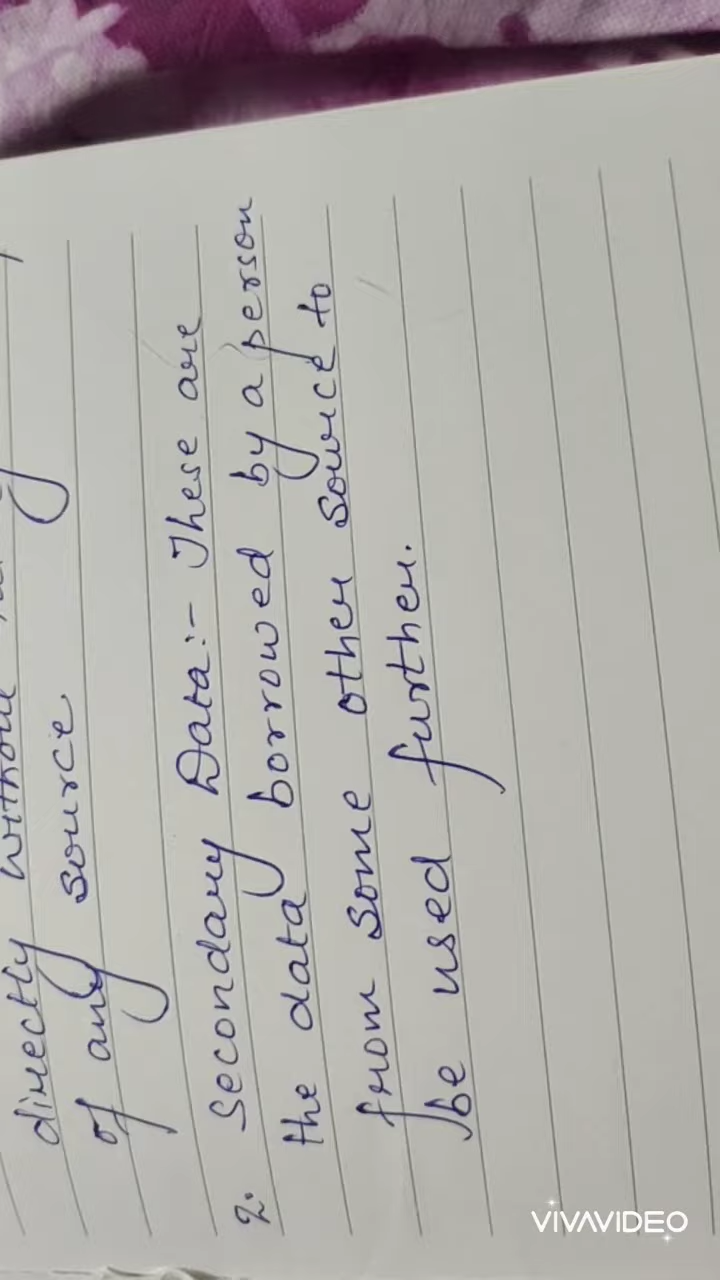 directly without
of any source
2. Secondary Data:- These are
the data borrowed by a person
from some other source to
be used further.
VIVAVIDEO